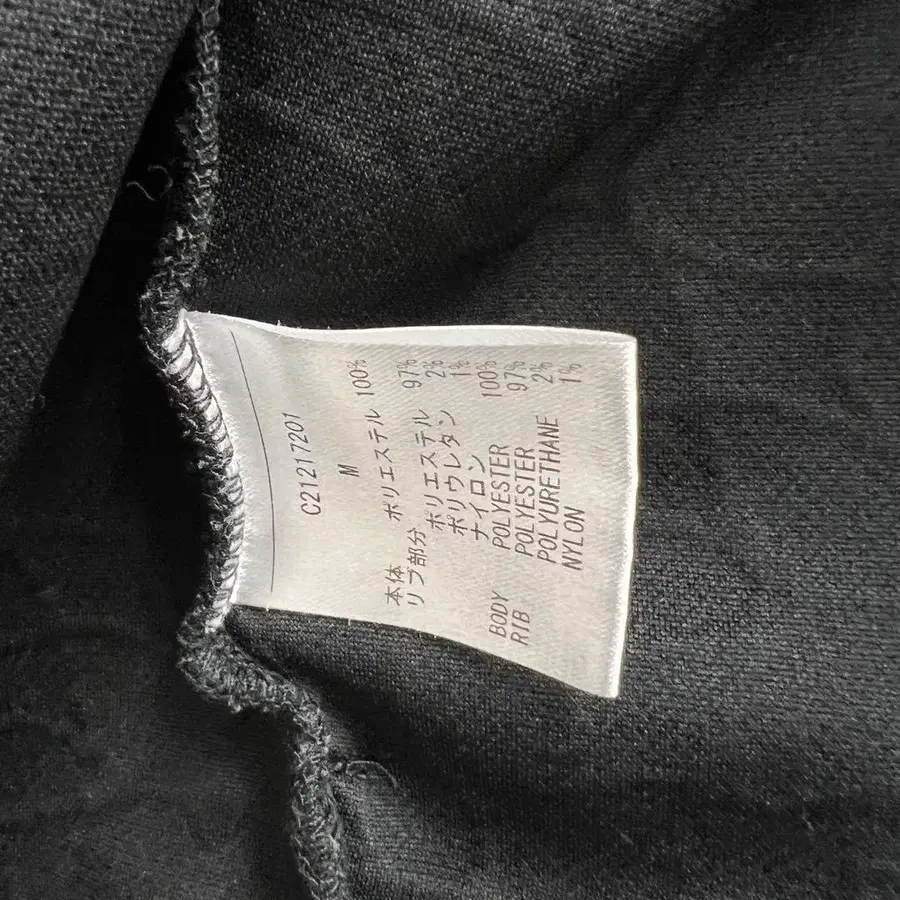 C21217201
M
本体 ポリエステル 100%
リブ部分 ポリエステル 97%
ポリウレタン 2%
ナイロン 1%
BODY POLYESTER 100%
RIB POLYESTER 97%
POLYURETHANE 2%
NYLON 1%